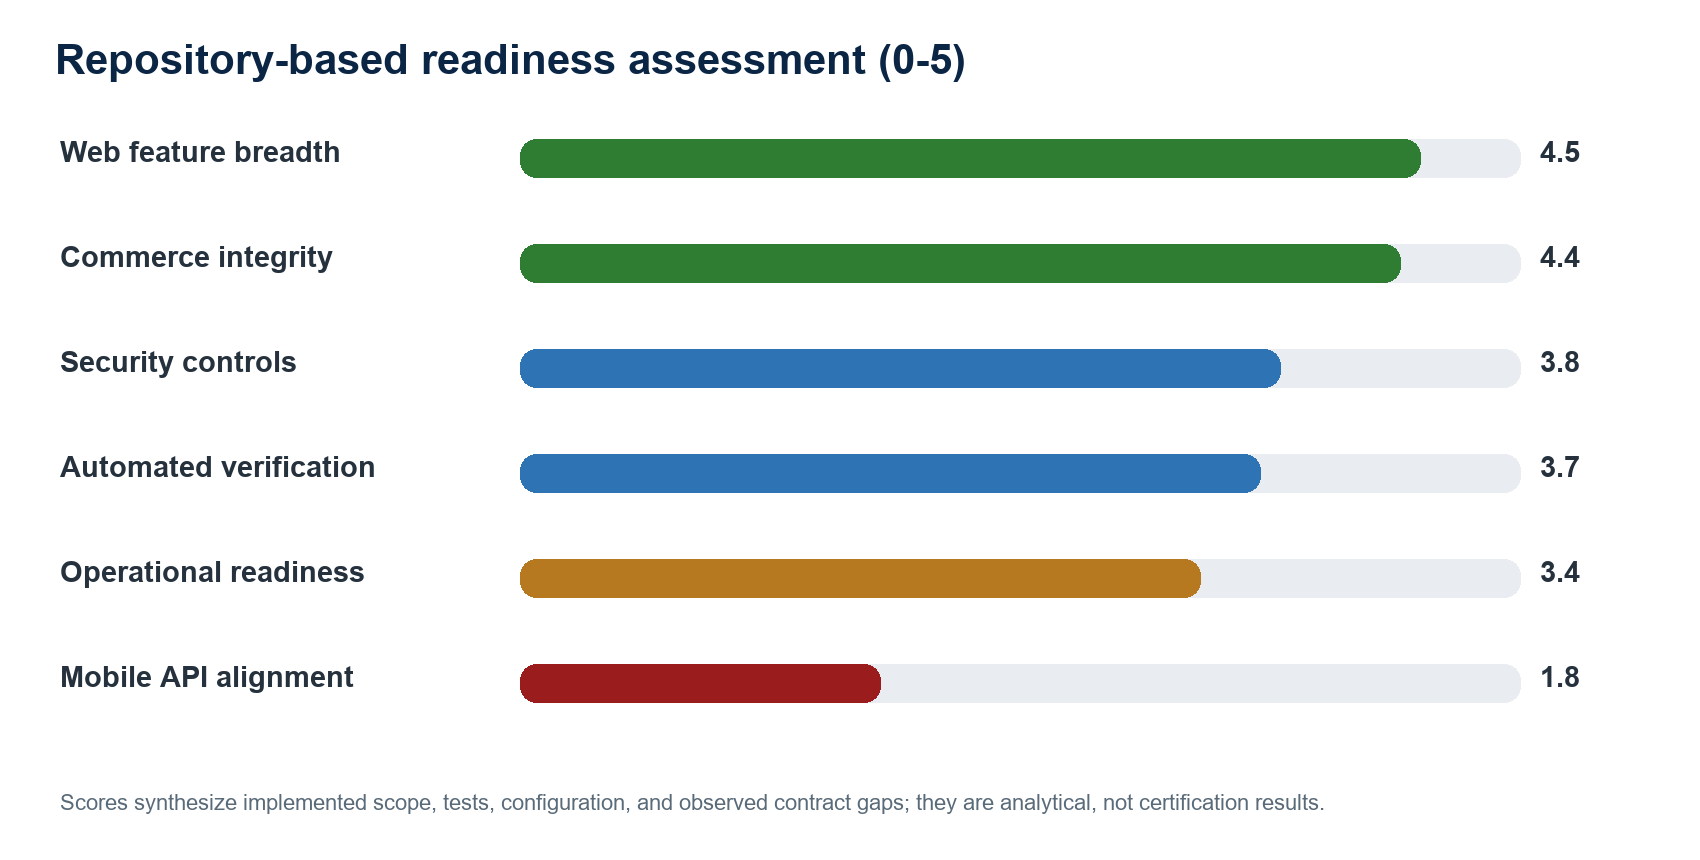 Repository-based readiness assessment (0-5)
Web feature breadth 4.5
Commerce integrity 4.4
Security controls 3.8
Automated verification 3.7
Operational readiness 3.4
Mobile API alignment 1.8
Scores synthesize implemented scope, tests, configuration, and observed contract gaps; they are analytical, not certification results.